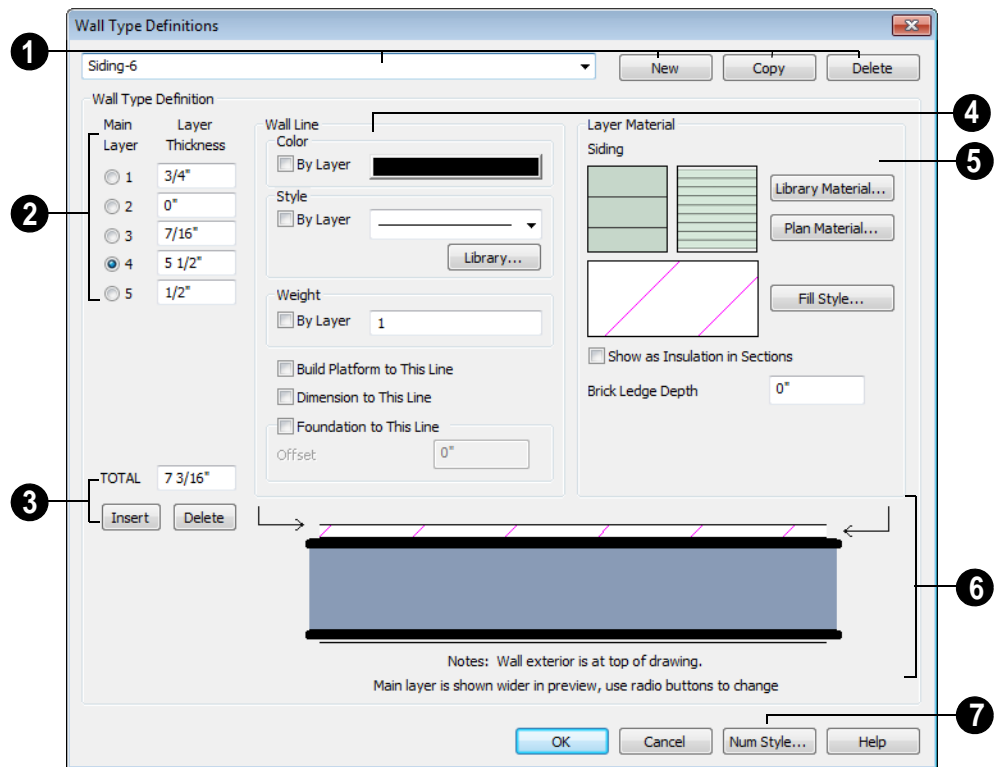 Wall Type Definitions
1
Siding-6
New
Copy
Delete
Wall Type Definition
Main Layer
Layer Thickness
2
1 3/4"
2 0"
3 7/16"
4 5 1/2"
5 1/2"
3
TOTAL 7 3/16"
Insert
Delete
Wall Line
4
Color
By Layer
Style
By Layer
Library...
Weight
By Layer 1
Build Platform to This Line
Dimension to This Line
Foundation to This Line
Offset 0"
Layer Material
5
Siding
Library Material...
Plan Material...
Fill Style...
Show as Insulation in Sections
Brick Ledge Depth 0"
6
Notes: Wall exterior is at top of drawing.
Main layer is shown wider in preview, use radio buttons to change
7
OK
Cancel
Num Style...
Help